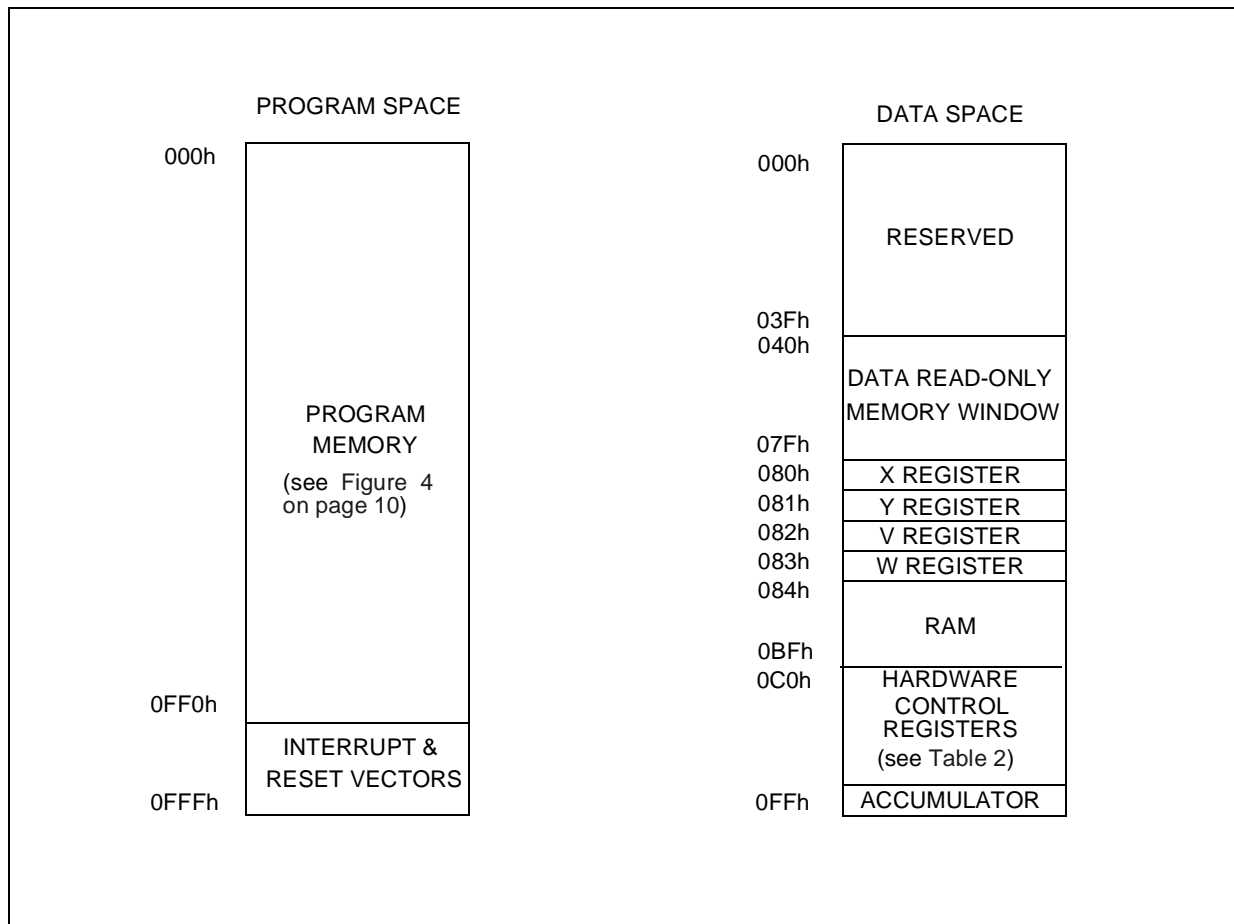 PROGRAM SPACE
000h
PROGRAM
MEMORY
(see Figure 4
on page 10)
0FF0h
INTERRUPT &
RESET VECTORS
0FFFh
DATA SPACE
000h
RESERVED
03Fh
040h
DATA READ-ONLY
MEMORY WINDOW
07Fh
080h
X REGISTER
081h
Y REGISTER
082h
V REGISTER
083h
W REGISTER
084h
RAM
0BFh
0C0h
HARDWARE
CONTROL
REGISTERS
(see Table 2)
0FFh
ACCUMULATOR